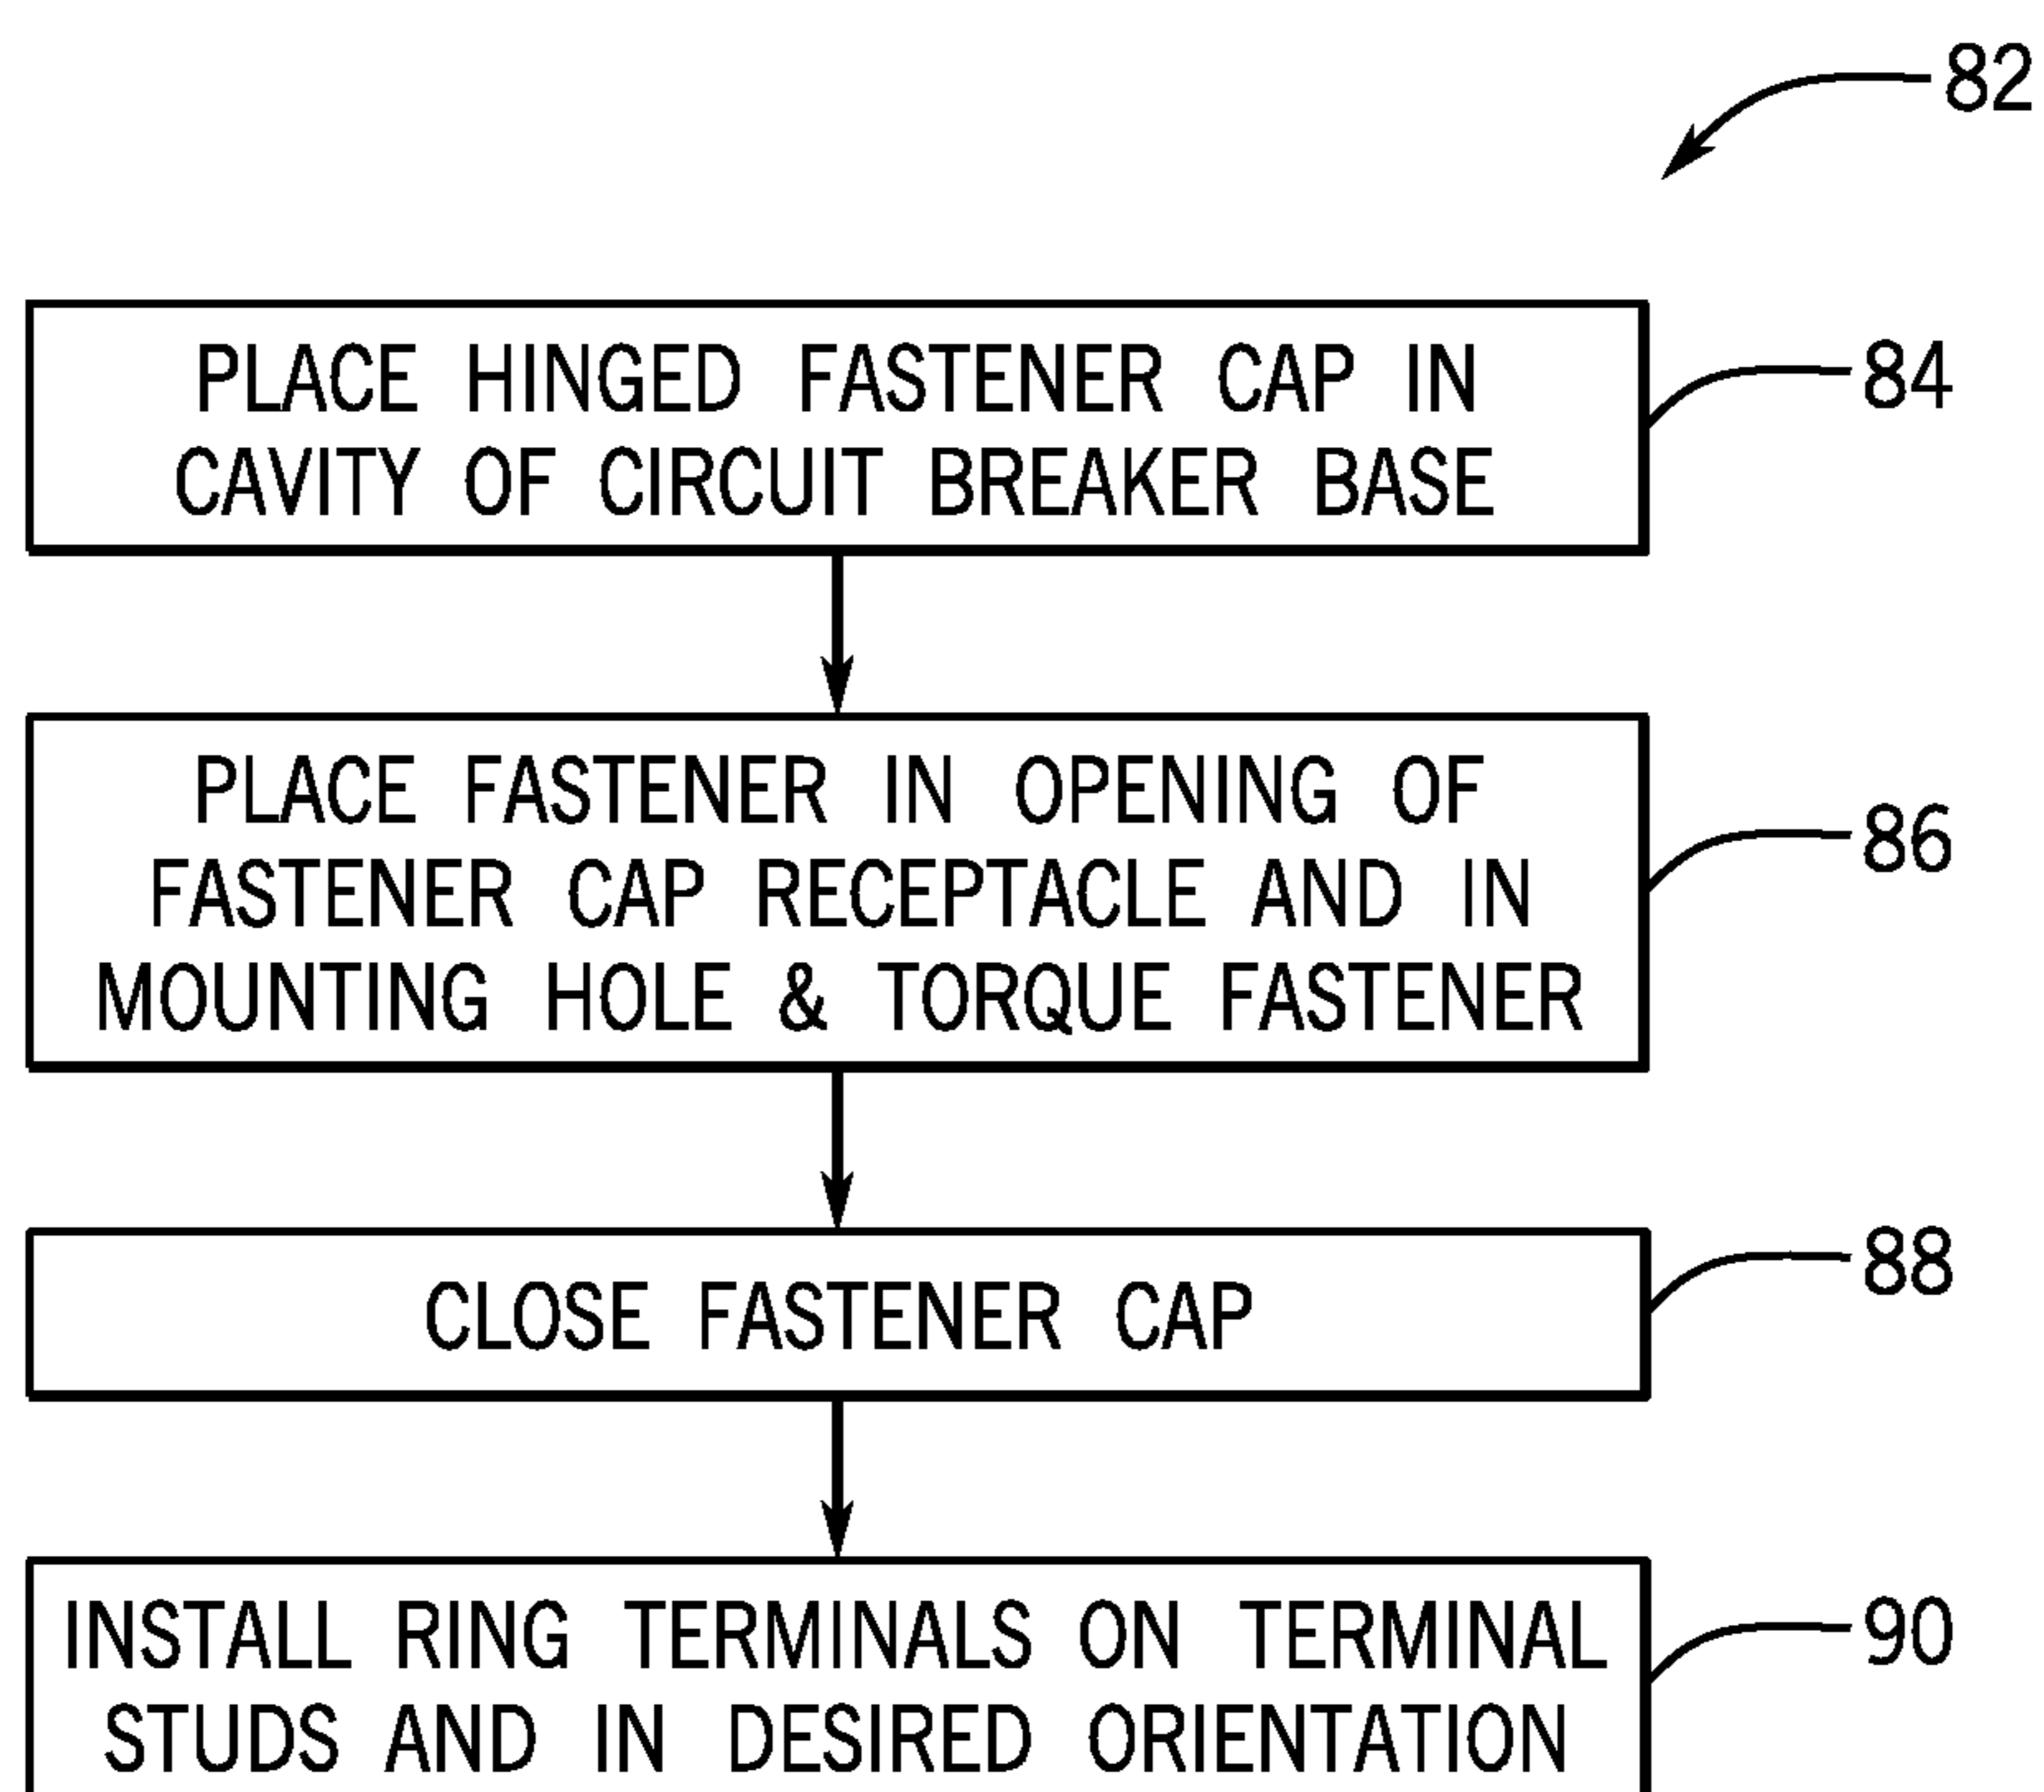 82
PLACE HINGED FASTENER CAP IN
CAVITY OF CIRCUIT BREAKER BASE
84
PLACE FASTENER IN OPENING OF
FASTENER CAP RECEPTACLE AND IN
MOUNTING HOLE & TORQUE FASTENER
86
CLOSE FASTENER CAP
88
INSTALL RING TERMINALS ON TERMINAL
STUDS AND IN DESIRED ORIENTATION
90